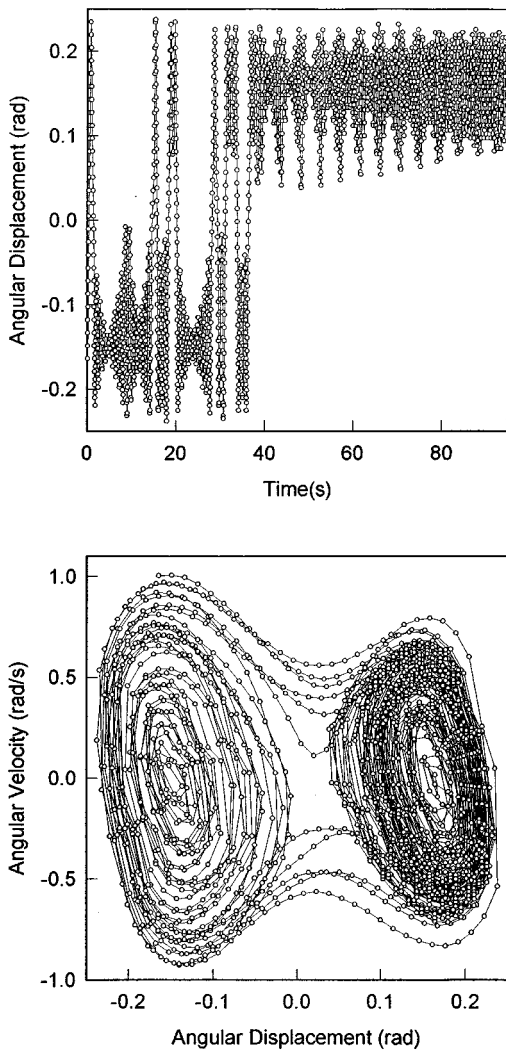 Angular Displacement (rad)
0.2
0.1
0.0
-0.1
-0.2
0 20 40 60 80
Time(s)
Angular Velocity (rad/s)
1.0
0.5
0.0
-0.5
-1.0
-0.2 -0.1 0.0 0.1 0.2
Angular Displacement (rad)